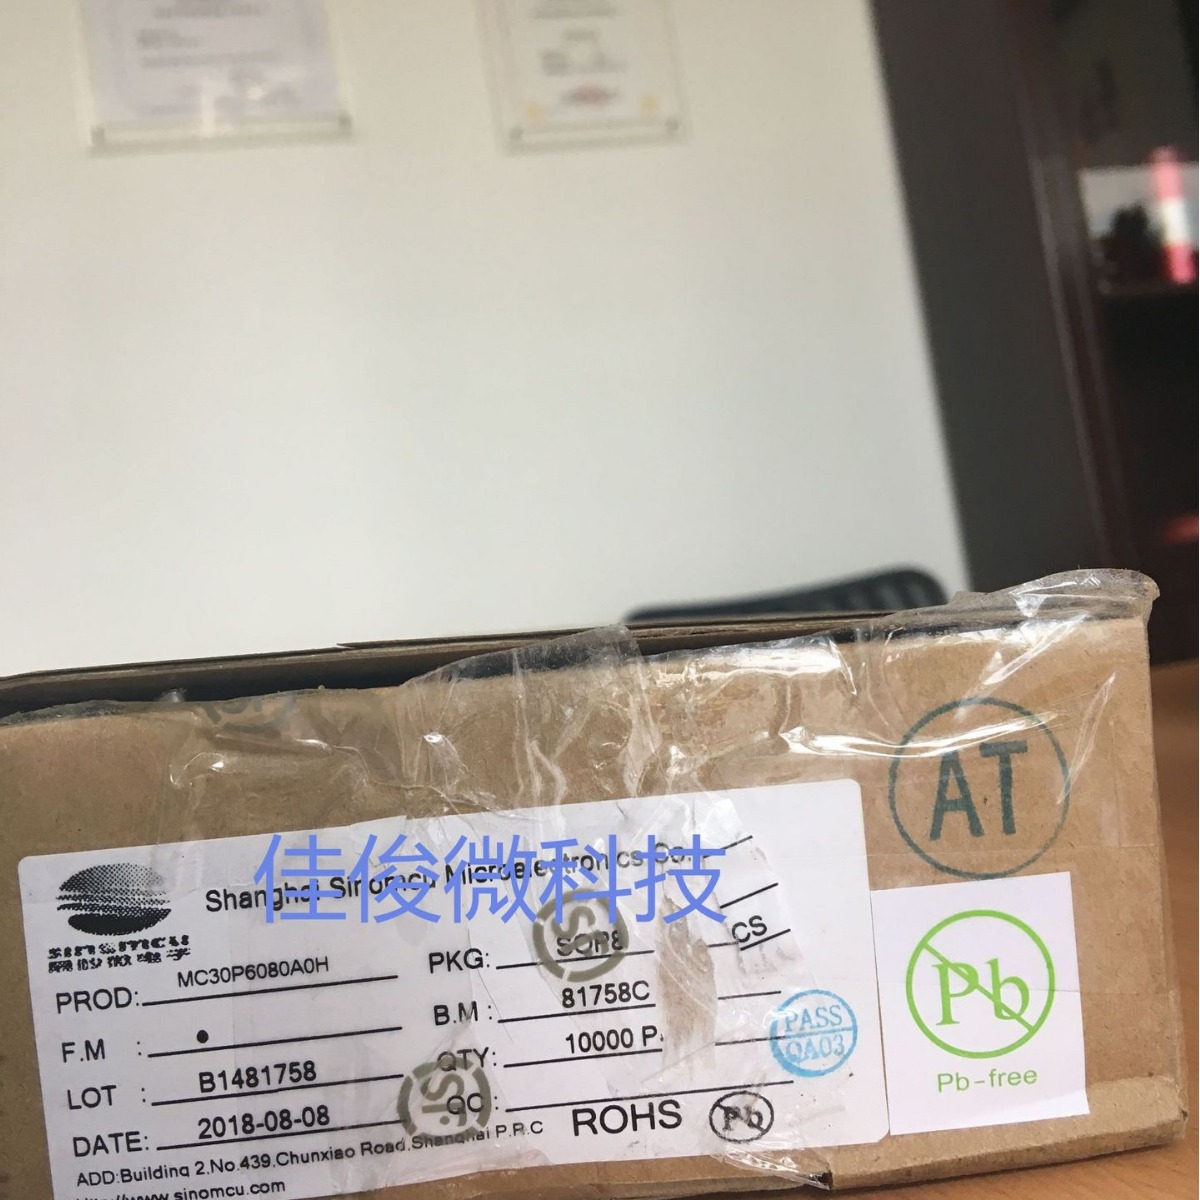 AT
佳俊微科技
Shanghai Sinomcu Microelectronics Co.
SINOMCU
PROD: MC30P6080A0H
PKG: SOP8
CS
F.M :
B.M : 81758C
LOT : B1481758
QTY: 10000 P
PASS
QA03
DATE: 2018-08-08
QC :
ROHS Pb
ADD:Building 2.No.439.Chunxiao Road.Shanghai P.R.C
http://www.sinomcu.com
Pb
Pb-free